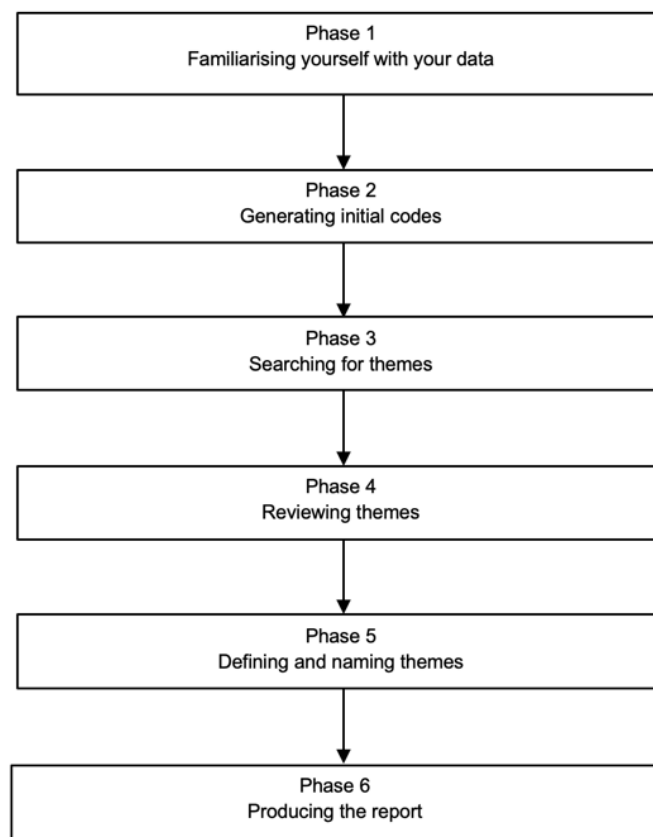 Phase 1
Familiarising yourself with your data
Phase 2
Generating initial codes
Phase 3
Searching for themes
Phase 4
Reviewing themes
Phase 5
Defining and naming themes
Phase 6
Producing the report